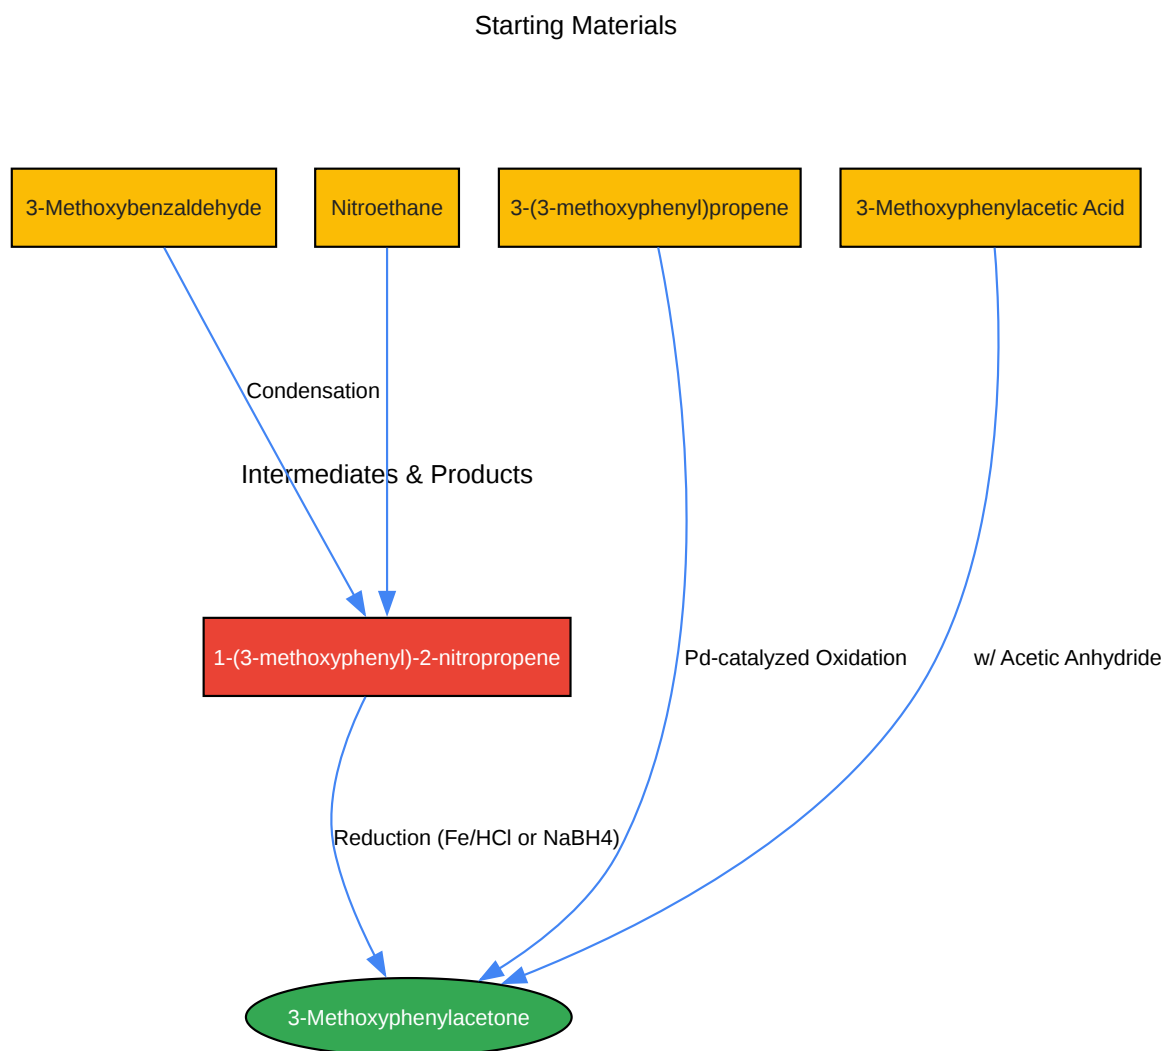 Starting Materials
3-Methoxybenzaldehyde
Nitroethane
3-(3-methoxyphenyl)propene
3-Methoxyphenylacetic Acid
Condensation
Intermediates & Products
1-(3-methoxyphenyl)-2-nitropropene
Pd-catalyzed Oxidation
w/ Acetic Anhydride
Reduction (Fe/HCl or NaBH4)
3-Methoxyphenylacetone